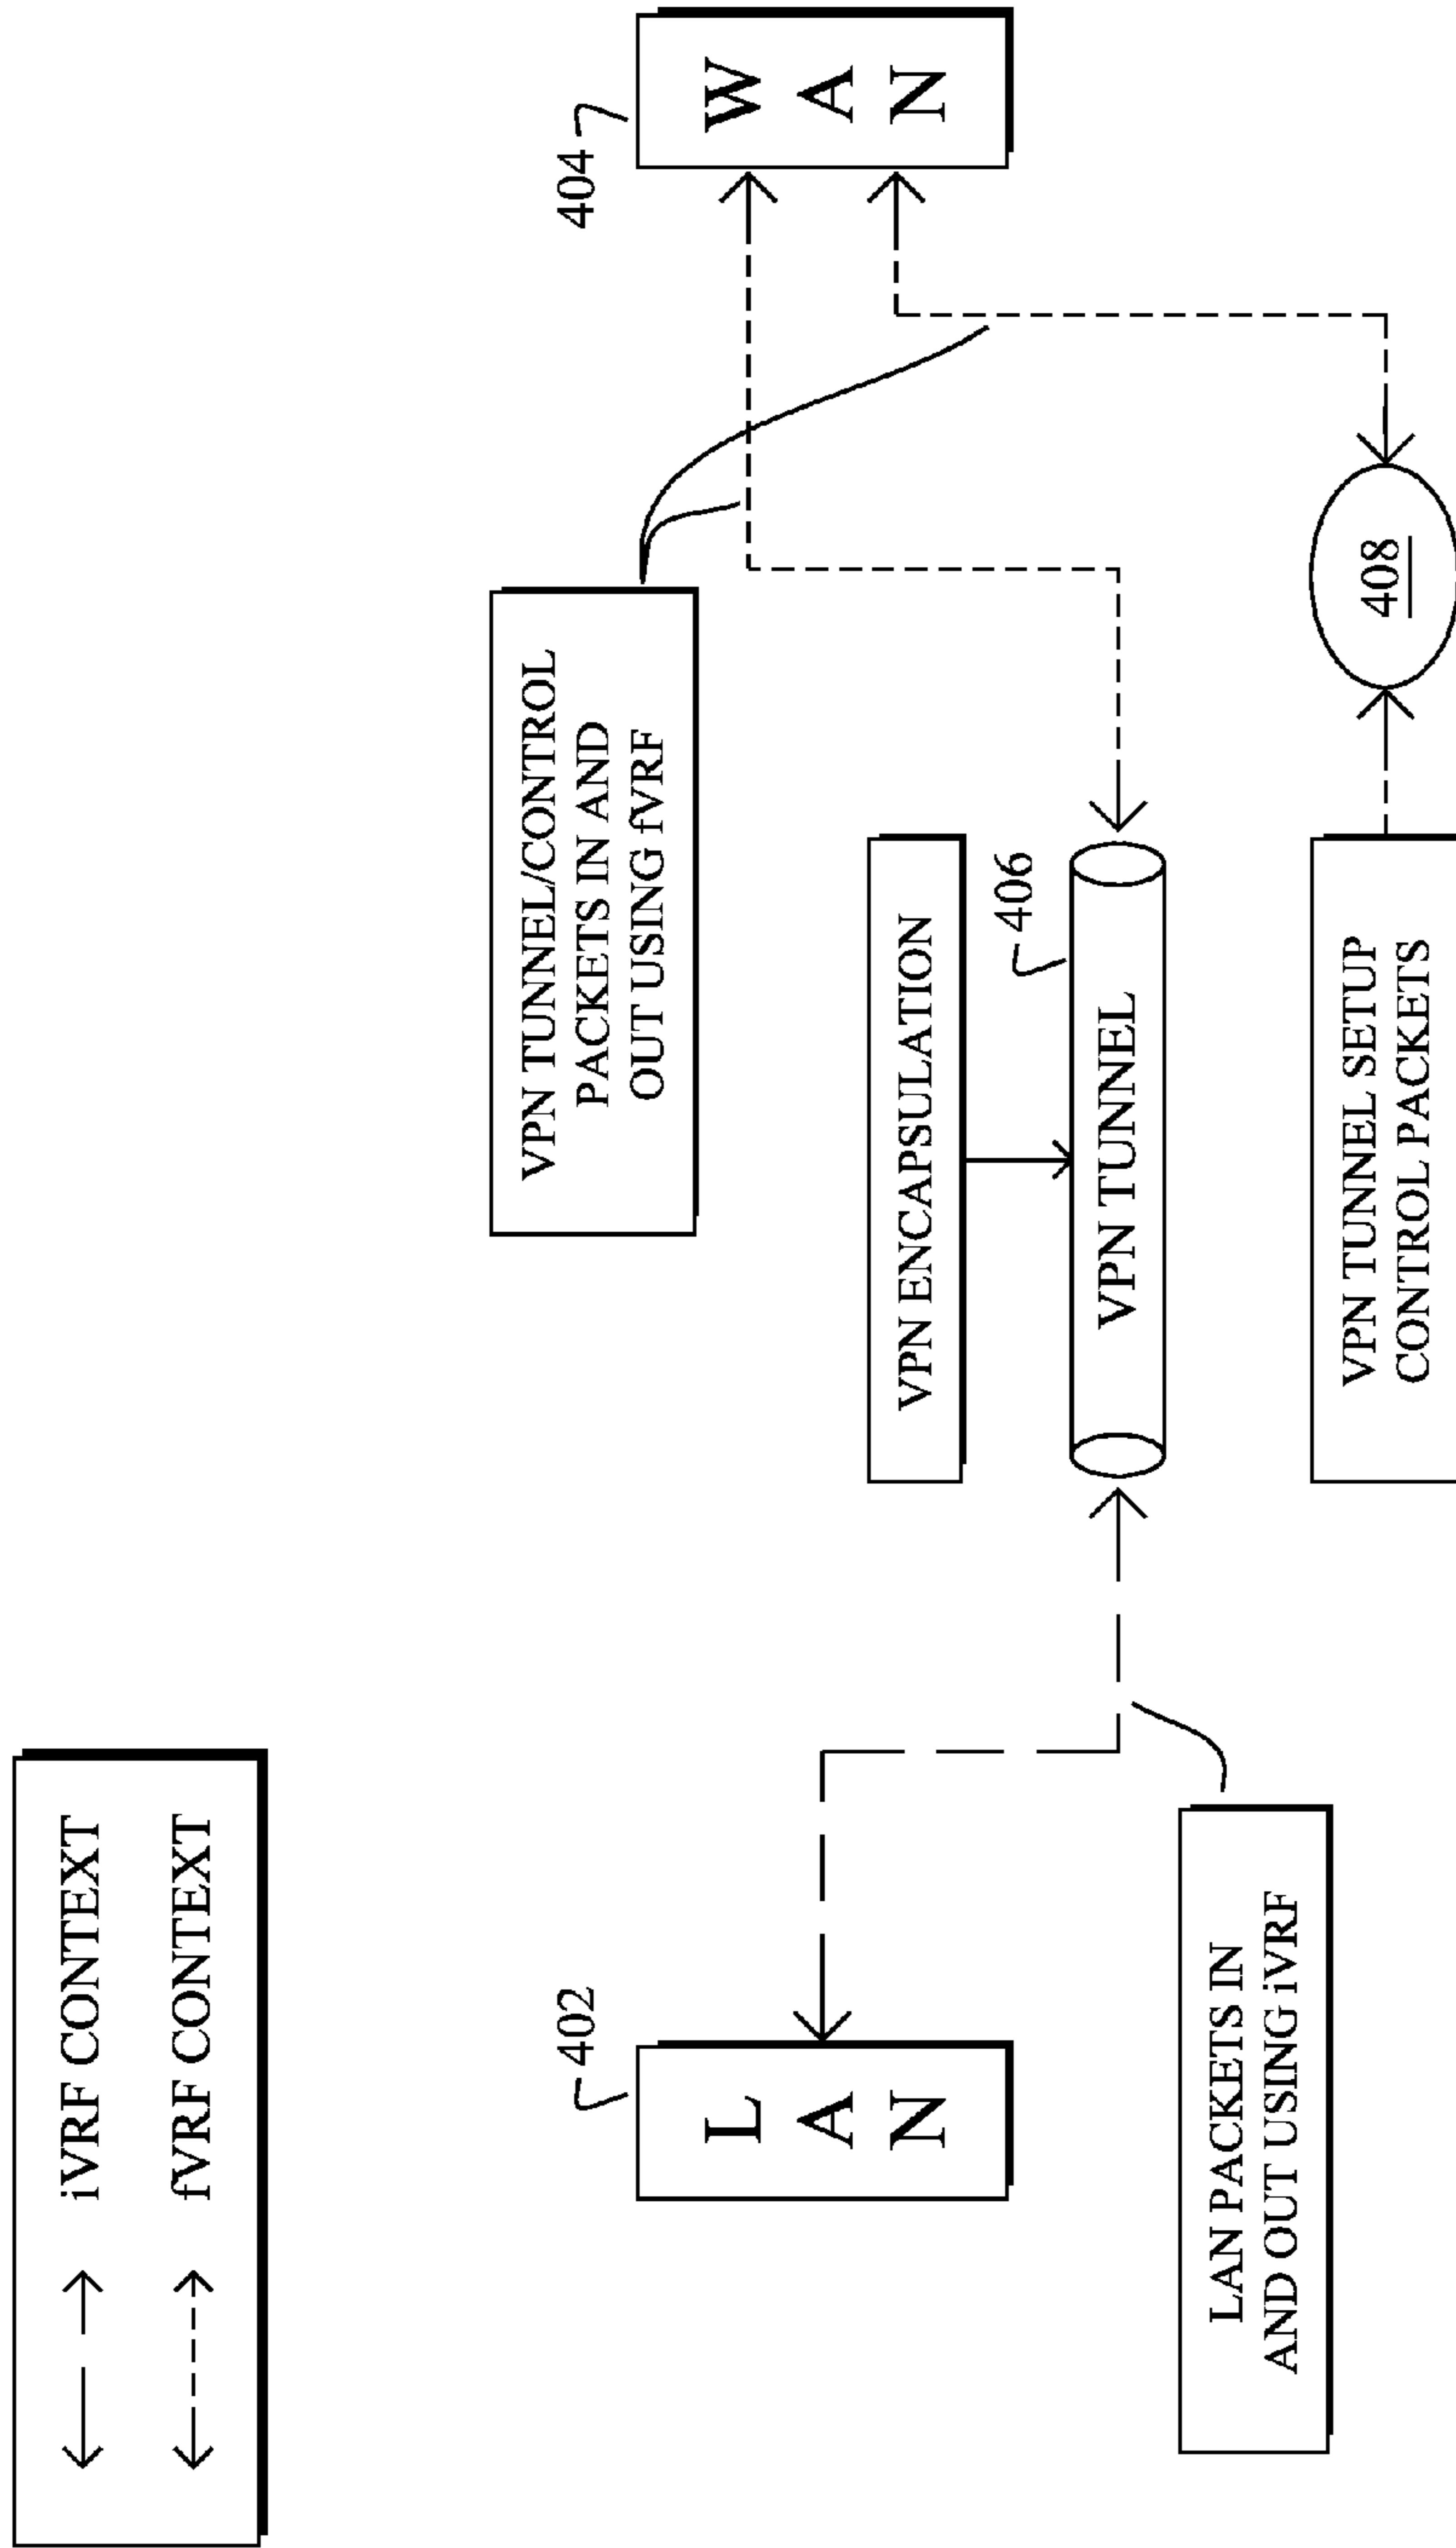 iVRF CONTEXT
fVRF CONTEXT
VPN TUNNEL/CONTROL
PACKETS IN AND
OUT USING fVRF
402
404
L
A
N
W
A
N
VPN ENCAPSULATION
406
VPN TUNNEL
LAN PACKETS IN
AND OUT USING iVRF
VPN TUNNEL SETUP
CONTROL PACKETS
408